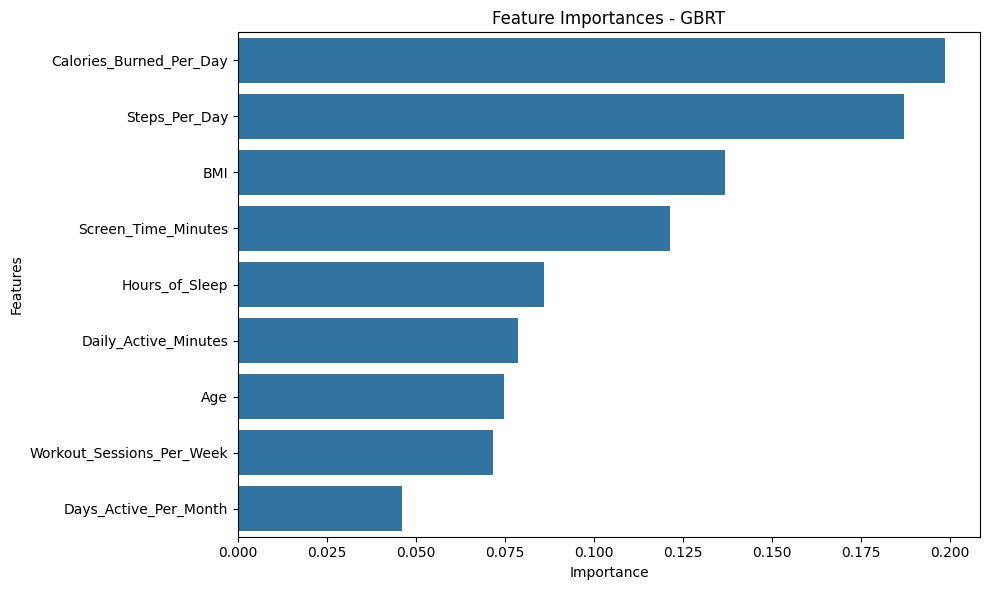 Feature Importances - GBRT
Features
Calories_Burned_Per_Day
Steps_Per_Day
BMI
Screen_Time_Minutes
Hours_of_Sleep
Daily_Active_Minutes
Age
Workout_Sessions_Per_Week
Days_Active_Per_Month
0.000 0.025 0.050 0.075 0.100 0.125 0.150 0.175 0.200
Importance